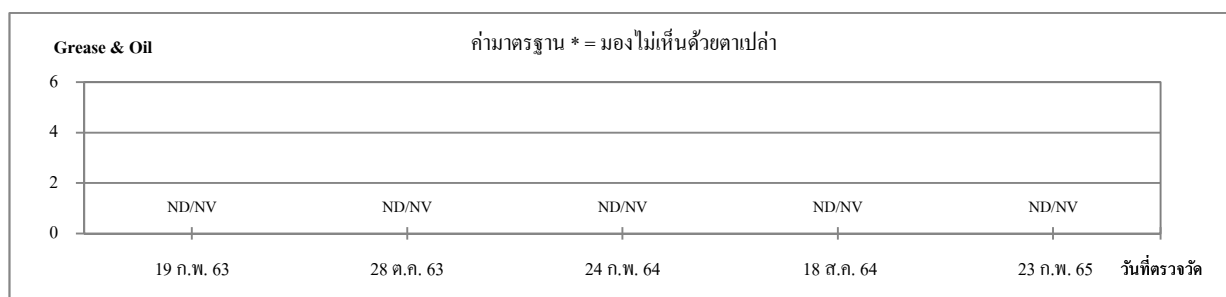 ค่ามาตรฐาน * = มองไม่เห็นด้วยตาเปล่า
Grease & Oil
6
4
2
ND/NV ND/NV ND/NV ND/NV ND/NV
0
19 ก.พ. 63 28 ต.ค. 63 24 ก.พ. 64 18 ส.ค. 64 23 ก.พ. 65 วันที่ตรวจวัด